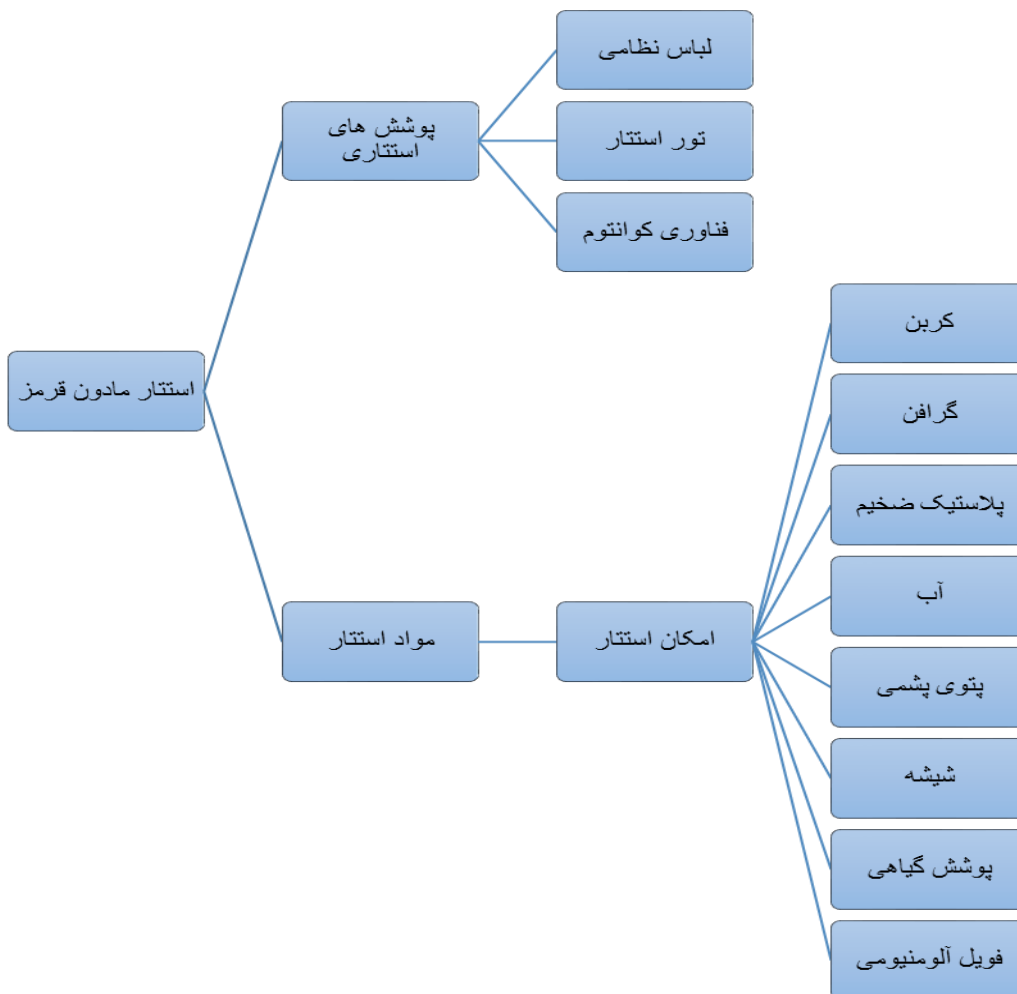 لباس نظامی
پوشش های
استتاری
تور استتار
فناوری کوانتوم
کربن
استتار مادون قرمز
گرافن
پلاستیک ضخیم
آب
مواد استتار
امکان استتار
پتوی پشمی
شیشه
پوشش گیاهی
فویل آلومنیومی